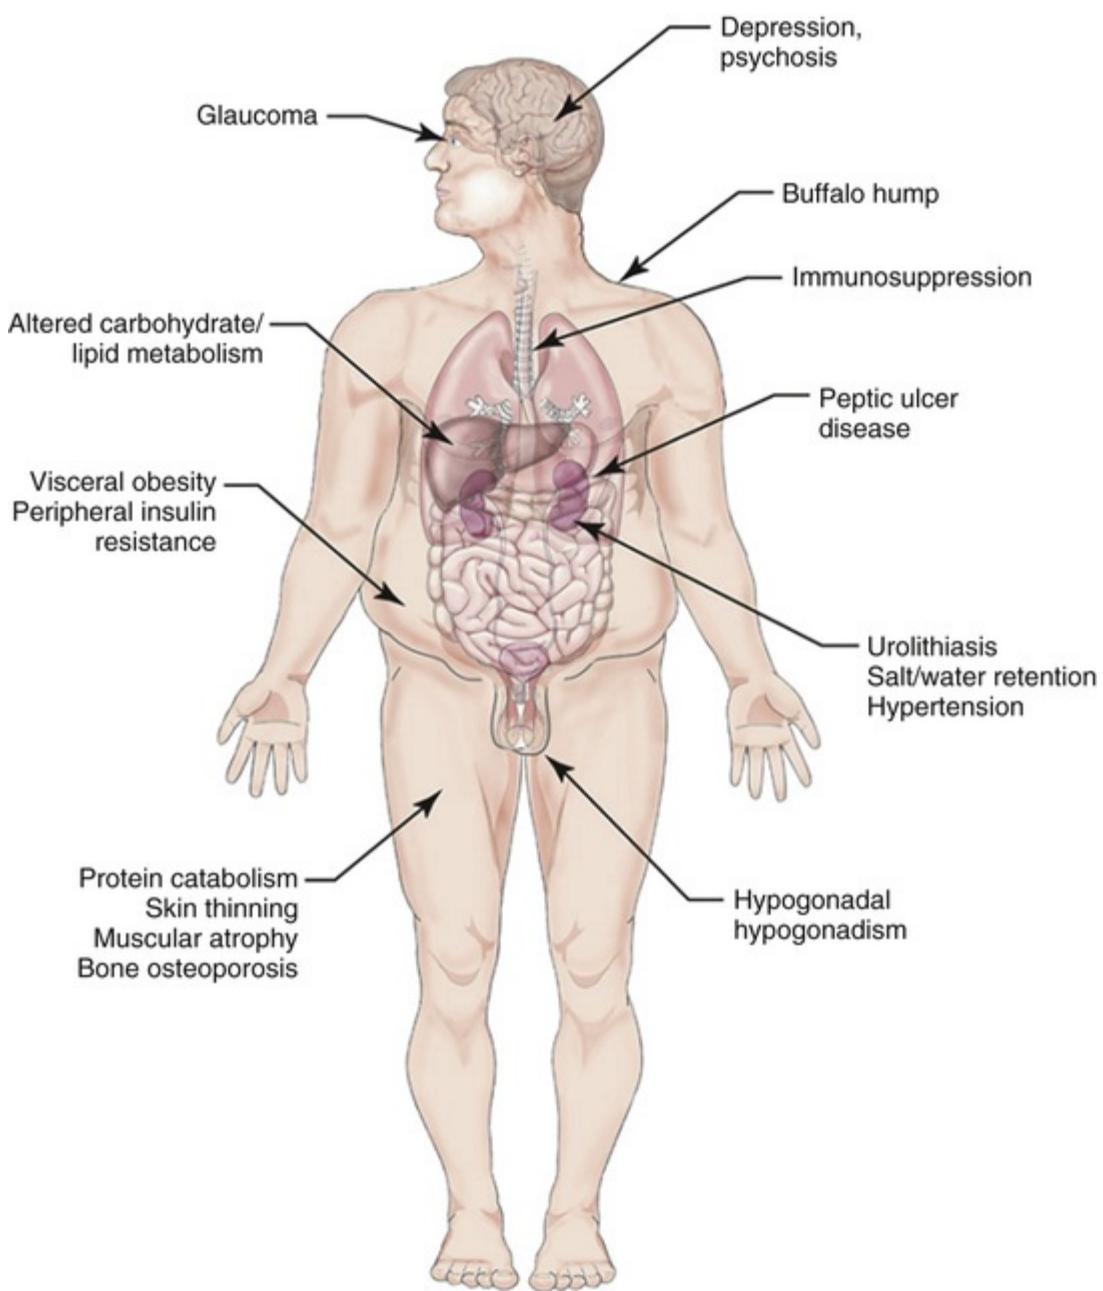 Depression,
psychosis
Glaucoma
Buffalo hump
Immunosuppression
Altered carbohydrate/
lipid metabolism
Peptic ulcer
disease
Visceral obesity
Peripheral insulin
resistance
Urolithiasis
Salt/water retention
Hypertension
Protein catabolism
Skin thinning
Muscular atrophy
Bone osteoporosis
Hypogonadal
hypogonadism